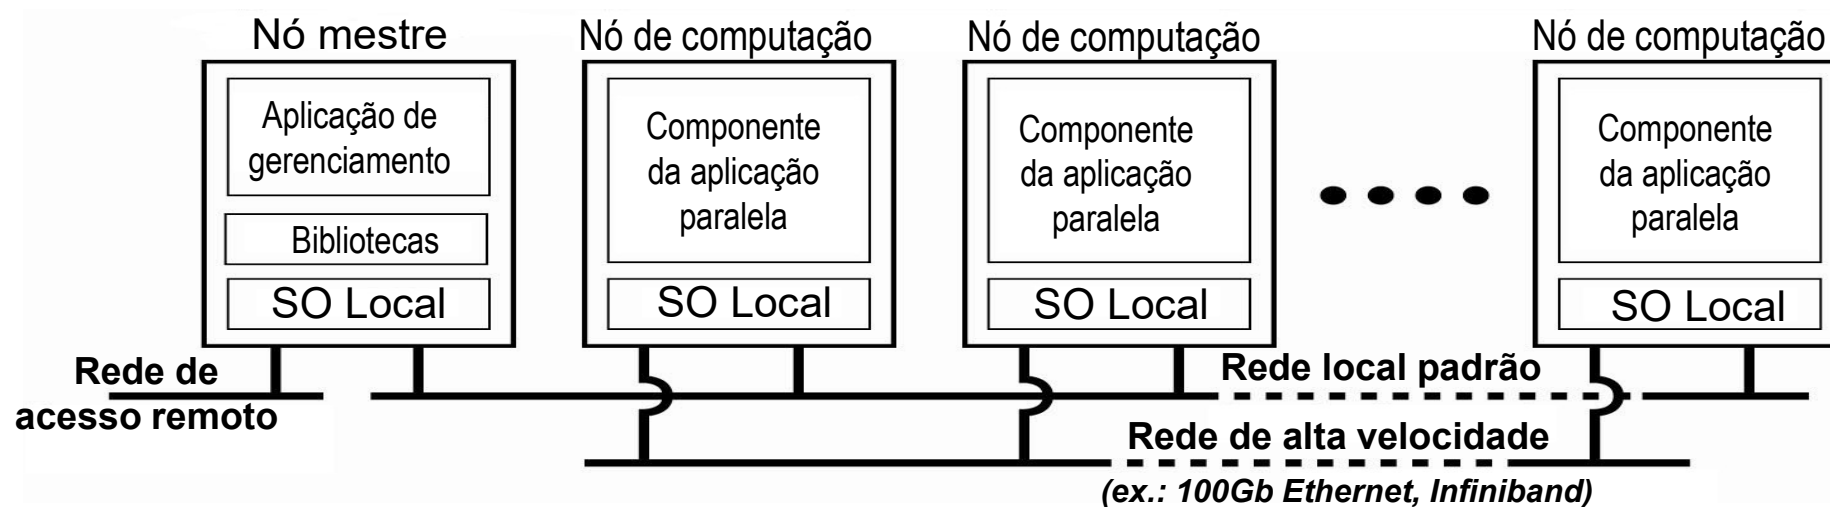 Nó mestre
Aplicação de
gerenciamento
Bibliotecas
SO Local
Nó de computação
Componente
da aplicação
paralela
SO Local
Nó de computação
Componente
da aplicação
paralela
SO Local
Nó de computação
Componente
da aplicação
paralela
SO Local
Rede de
acesso remoto
Rede local padrão
Rede de alta velocidade
(ex.: 100Gb Ethernet, Infiniband)